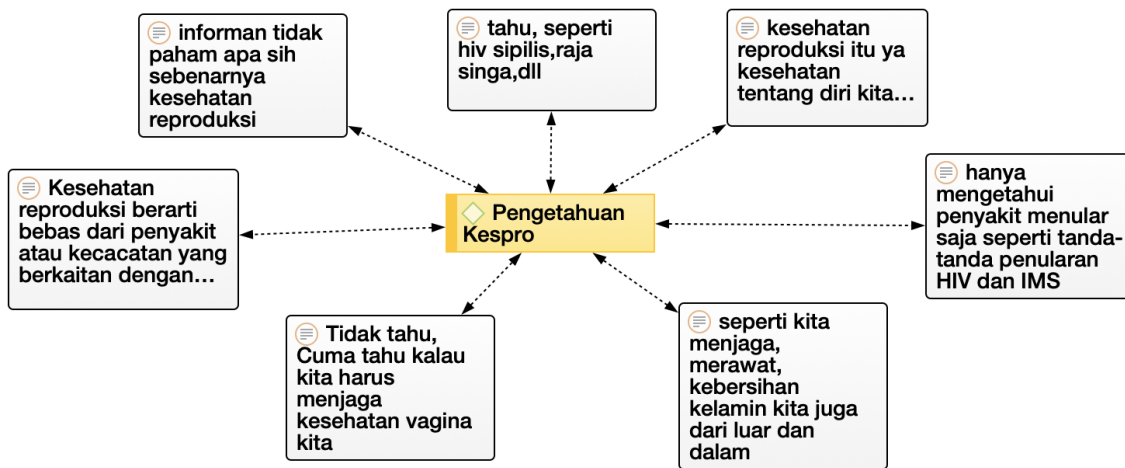 informan tidak
paham apa sih
sebenarnya
kesehatan
reproduksi
tahu, seperti
hiv sipilis,raja
singa,dll
kesehatan
reproduksi itu ya
kesehatan
tentang diri kita...
Kesehatan
reproduksi berarti
bebas dari penyakit
atau kecacatan yang
berkaitan dengan...
Pengetahuan
Kespro
hanya
mengetahui
penyakit menular
saja seperti tanda-
tanda penularan
HIV dan IMS
Tidak tahu,
Cuma tahu kalau
kita harus
menjaga
kesehatan vagina
kita
seperti kita
menjaga,
merawat,
kebersihan
kelamin kita juga
dari luar dan
dalam